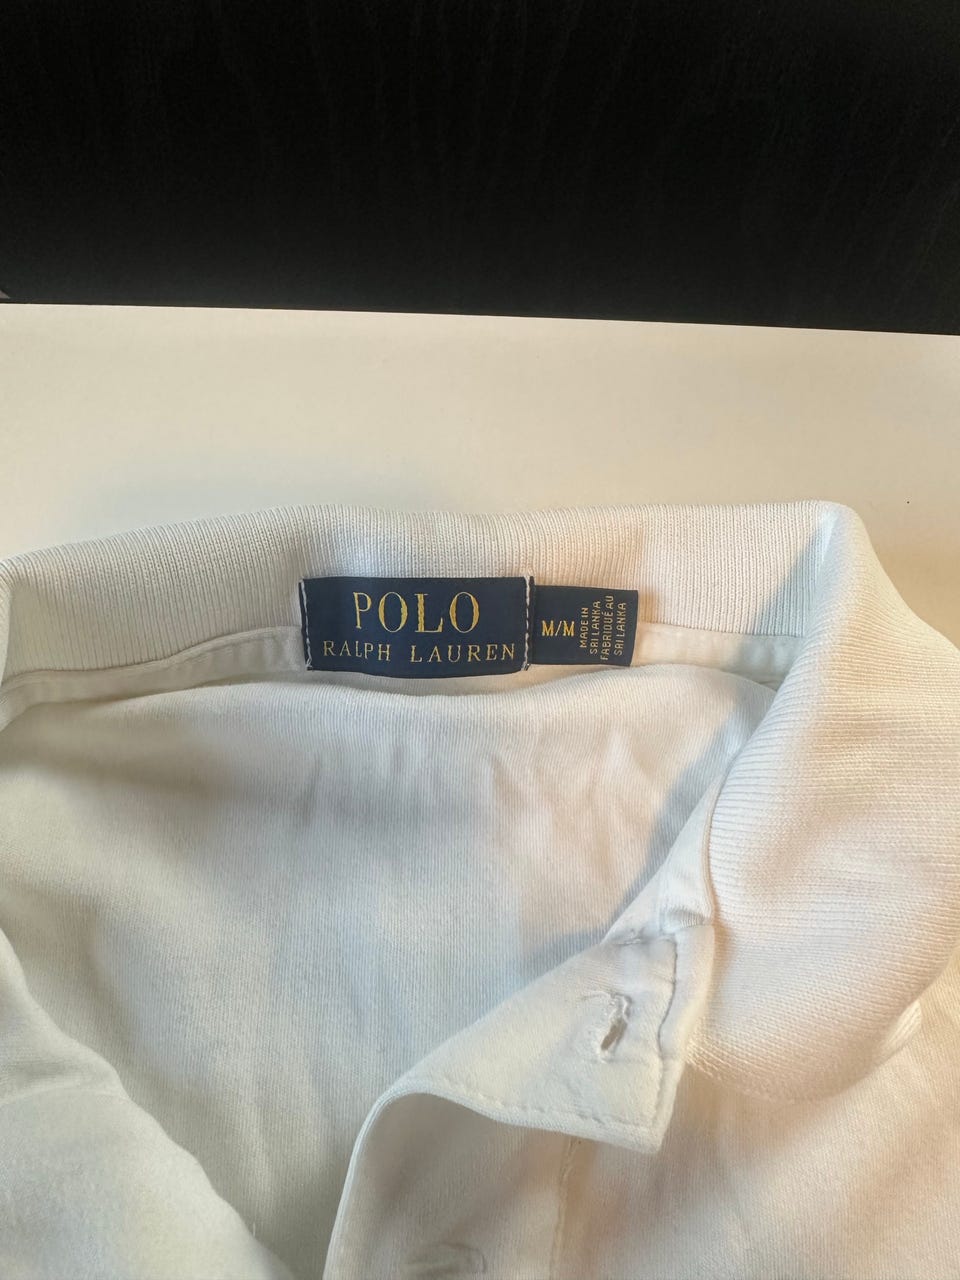 POLO
RALPH LAUREN
M/M
MADE IN
SRI LANKA
FABRIQUÉ AU
SRI LANKA